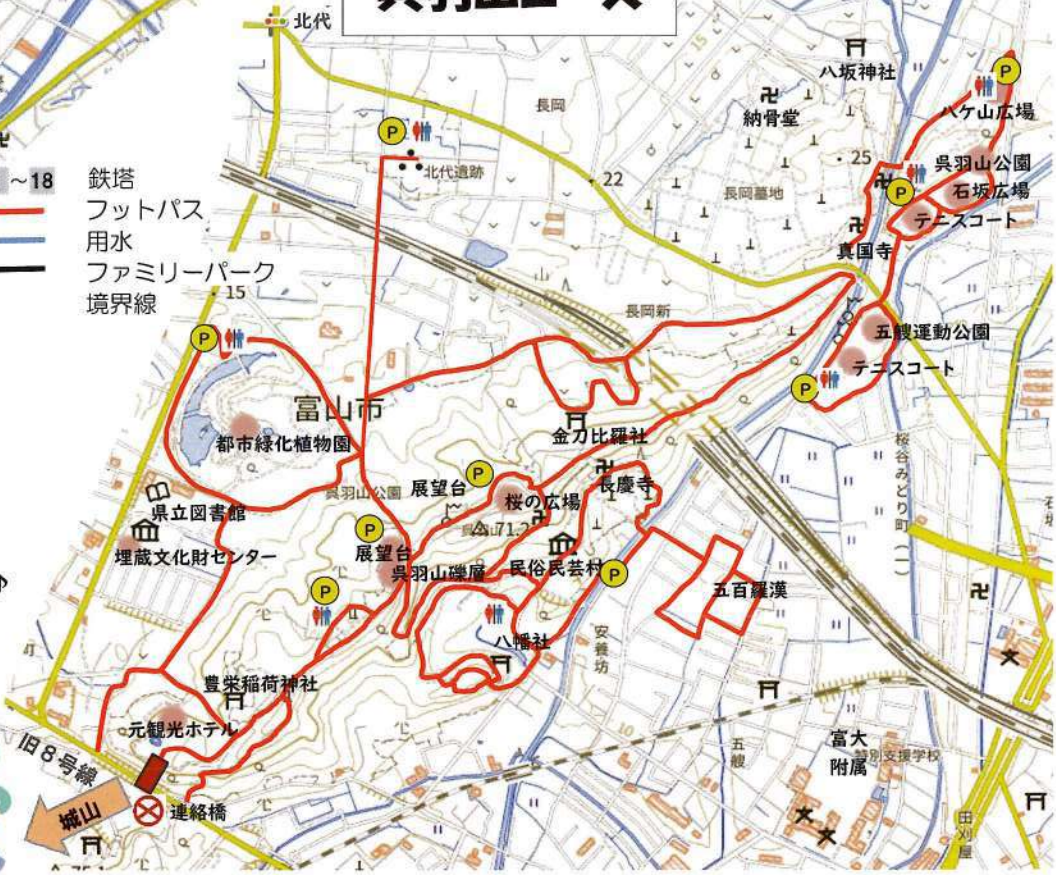 北代
八坂神社
納骨堂
長岡
P
P
八ケ山広場
北代遺跡
・25
呉羽山公園
～18 鉄塔
フットパス
用水
ファミリーパーク
境界線
・22
長岡墓地
P
石坂広場
テニスコート
真国寺
・15
長岡新
五艘運動公園
P
テニスコート
P
富山市
都市緑化植物園
金刀比羅社
桜谷みどり町(二)
呉羽山公園
展望台
P
桜の広場
長慶寺
県立図書館
71.2
埋蔵文化財センター
P
展望台
呉羽山礫層
民俗民芸村
P
五百羅漢
P
八幡社
安養坊
豊栄稲荷神社
元観光ホテル
10
五艘
富大
附属
特別支援学校
旧8号線
城山
連絡橋
田刈屋